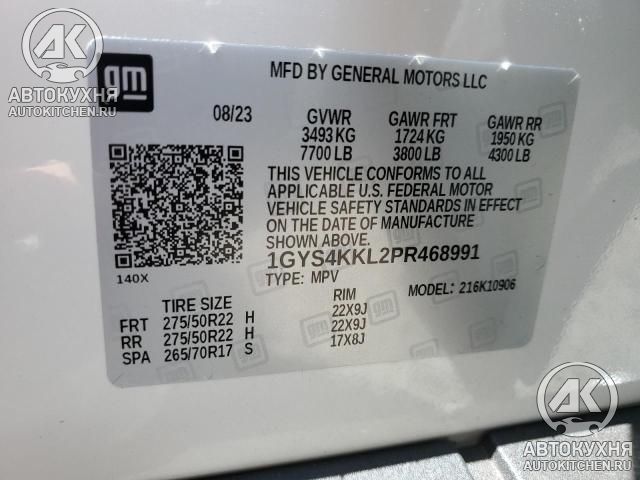 АК
АВТОКУХНЯ
AUTOKITCHEN.RU
gm
MFD BY GENERAL MOTORS LLC
08/23 GVWR GAWR FRT GAWR RR
3493 KG 1724 KG 1950 KG
7700 LB 3800 LB 4300 LB
THIS VEHICLE CONFORMS TO ALL
APPLICABLE U.S. FEDERAL MOTOR
VEHICLE SAFETY STANDARDS IN EFFECT
ON THE DATE OF MANUFACTURE
SHOWN ABOVE.
1GYS4KKL2PR468991
140X TYPE: MPV MODEL: 216K10906
TIRE SIZE RIM
FRT 275/50R22 H 22X9J
RR 275/50R22 H 22X9J
SPA 265/70R17 S 17X8J
АК
АВТОКУХНЯ
AUTOKITCHEN.RU